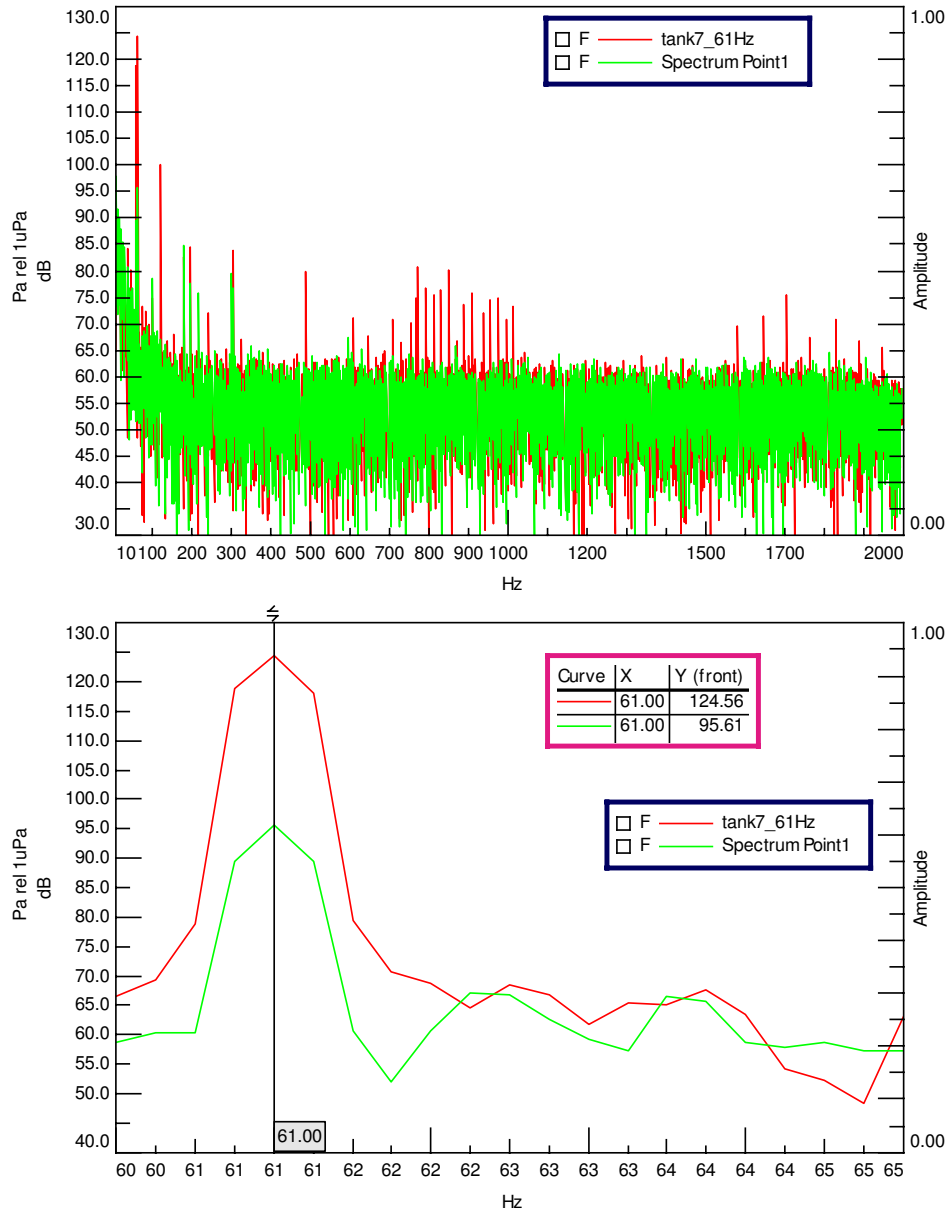 130.0
120.0
115.0
110.0
105.0
100.0
95.0
90.0
85.0
80.0
75.0
70.0
65.0
60.0
55.0
50.0
45.0
40.0
30.0
Pa rel 1uPa
dB
F tank7_61Hz
F Spectrum Point1
1.00
Amplitude
0.00
10 100 200 300 400 500 600 700 800 900 1000 1200 1500 1700 2000
Hz
130.0
120.0
115.0
110.0
105.0
100.0
95.0
90.0
80.0
75.0
70.0
65.0
60.0
55.0
50.0
40.0
Pa rel 1uPa
dB
Curve X Y (front)
61.00 124.56
61.00 95.61
F tank7_61Hz
F Spectrum Point1
61.00
1.00
Amplitude
0.00
60 60 61 61 61 61 62 62 62 62 63 63 63 63 64 64 64 64 65 65 65
Hz